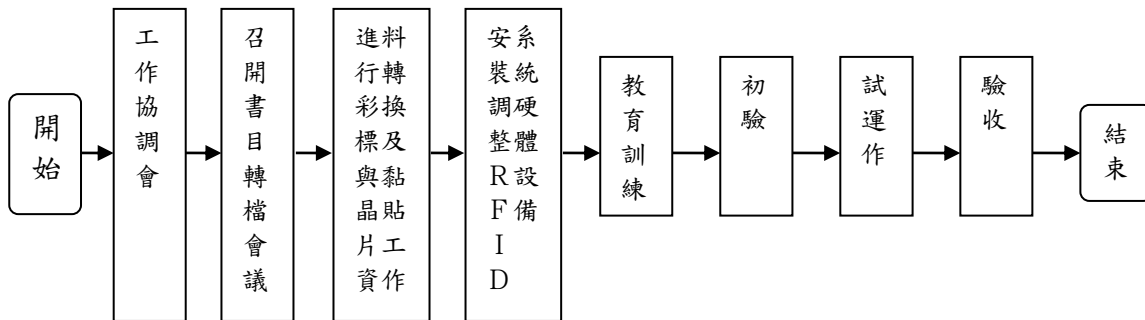 開始
工作協調會
召開書目轉檔會議
進行彩標與晶片資
料轉換及黏貼工作
安裝調整RFID
系統硬體設備
教育訓練
初驗
試運作
驗收
結束